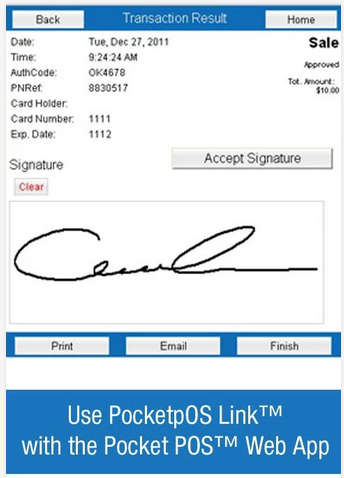 Back Transaction Result Home
Date: Tue, Dec 27, 2011 Sale
Time: 9:24:24 AM
AuthCode: OK4678 Approved
PNRef: 8830517 Tot. Amount:
$10.00
Card Holder:
Card Number: 1111
Exp. Date: 1112
Signature Accept Signature
Clear
Print Email Finish
Use PocketpOS Link™
with the Pocket POS™ Web App